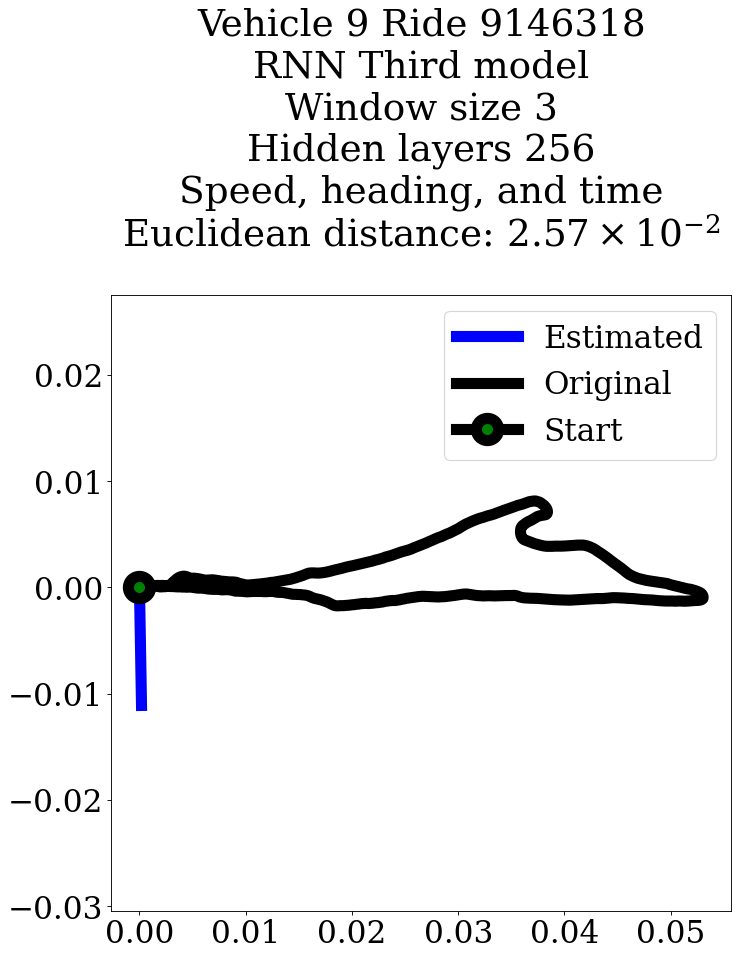 Vehicle 9 Ride 9146318
RNN Third model
Window size 3
Hidden layers 256
Speed, heading, and time
Euclidean distance: 2.57 × 10⁻²
Estimated
Original
Start
0.02
0.01
0.00
−0.01
−0.02
−0.03
0.00 0.01 0.02 0.03 0.04 0.05